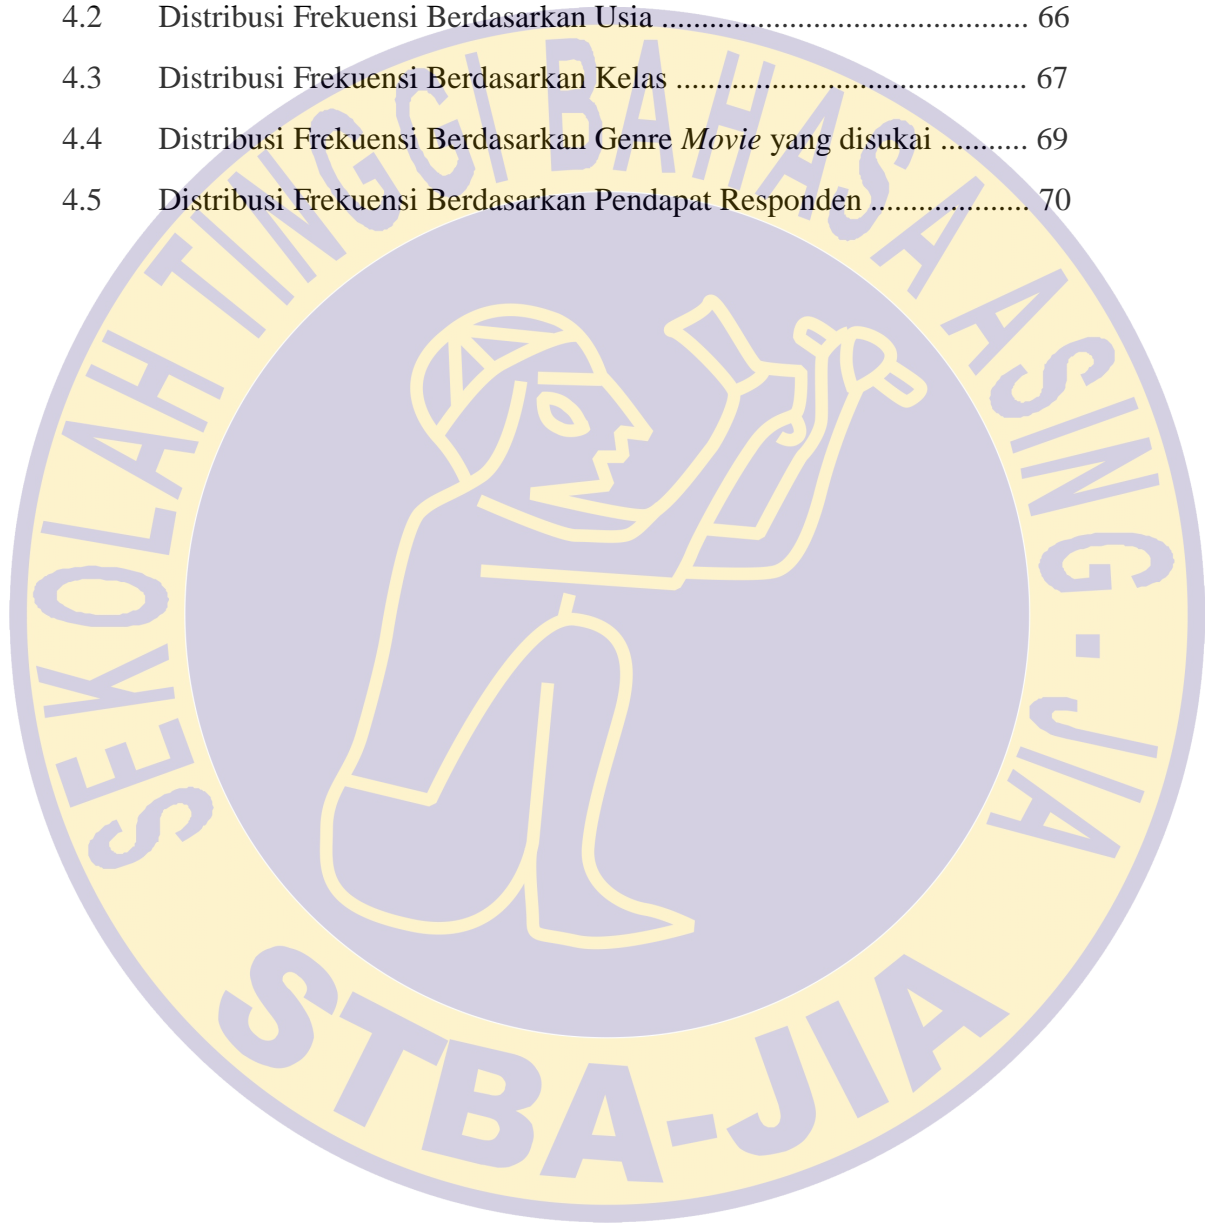 4.2 Distribusi Frekuensi Berdasarkan Usia ............................................. 66
4.3 Distribusi Frekuensi Berdasarkan Kelas ........................................... 67
4.4 Distribusi Frekuensi Berdasarkan Genre Movie yang disukai ........... 69
4.5 Distribusi Frekuensi Berdasarkan Pendapat Responden .................... 70
SEKOLAH TINGGI BAHASA ASING - JIA
STBA-JIA